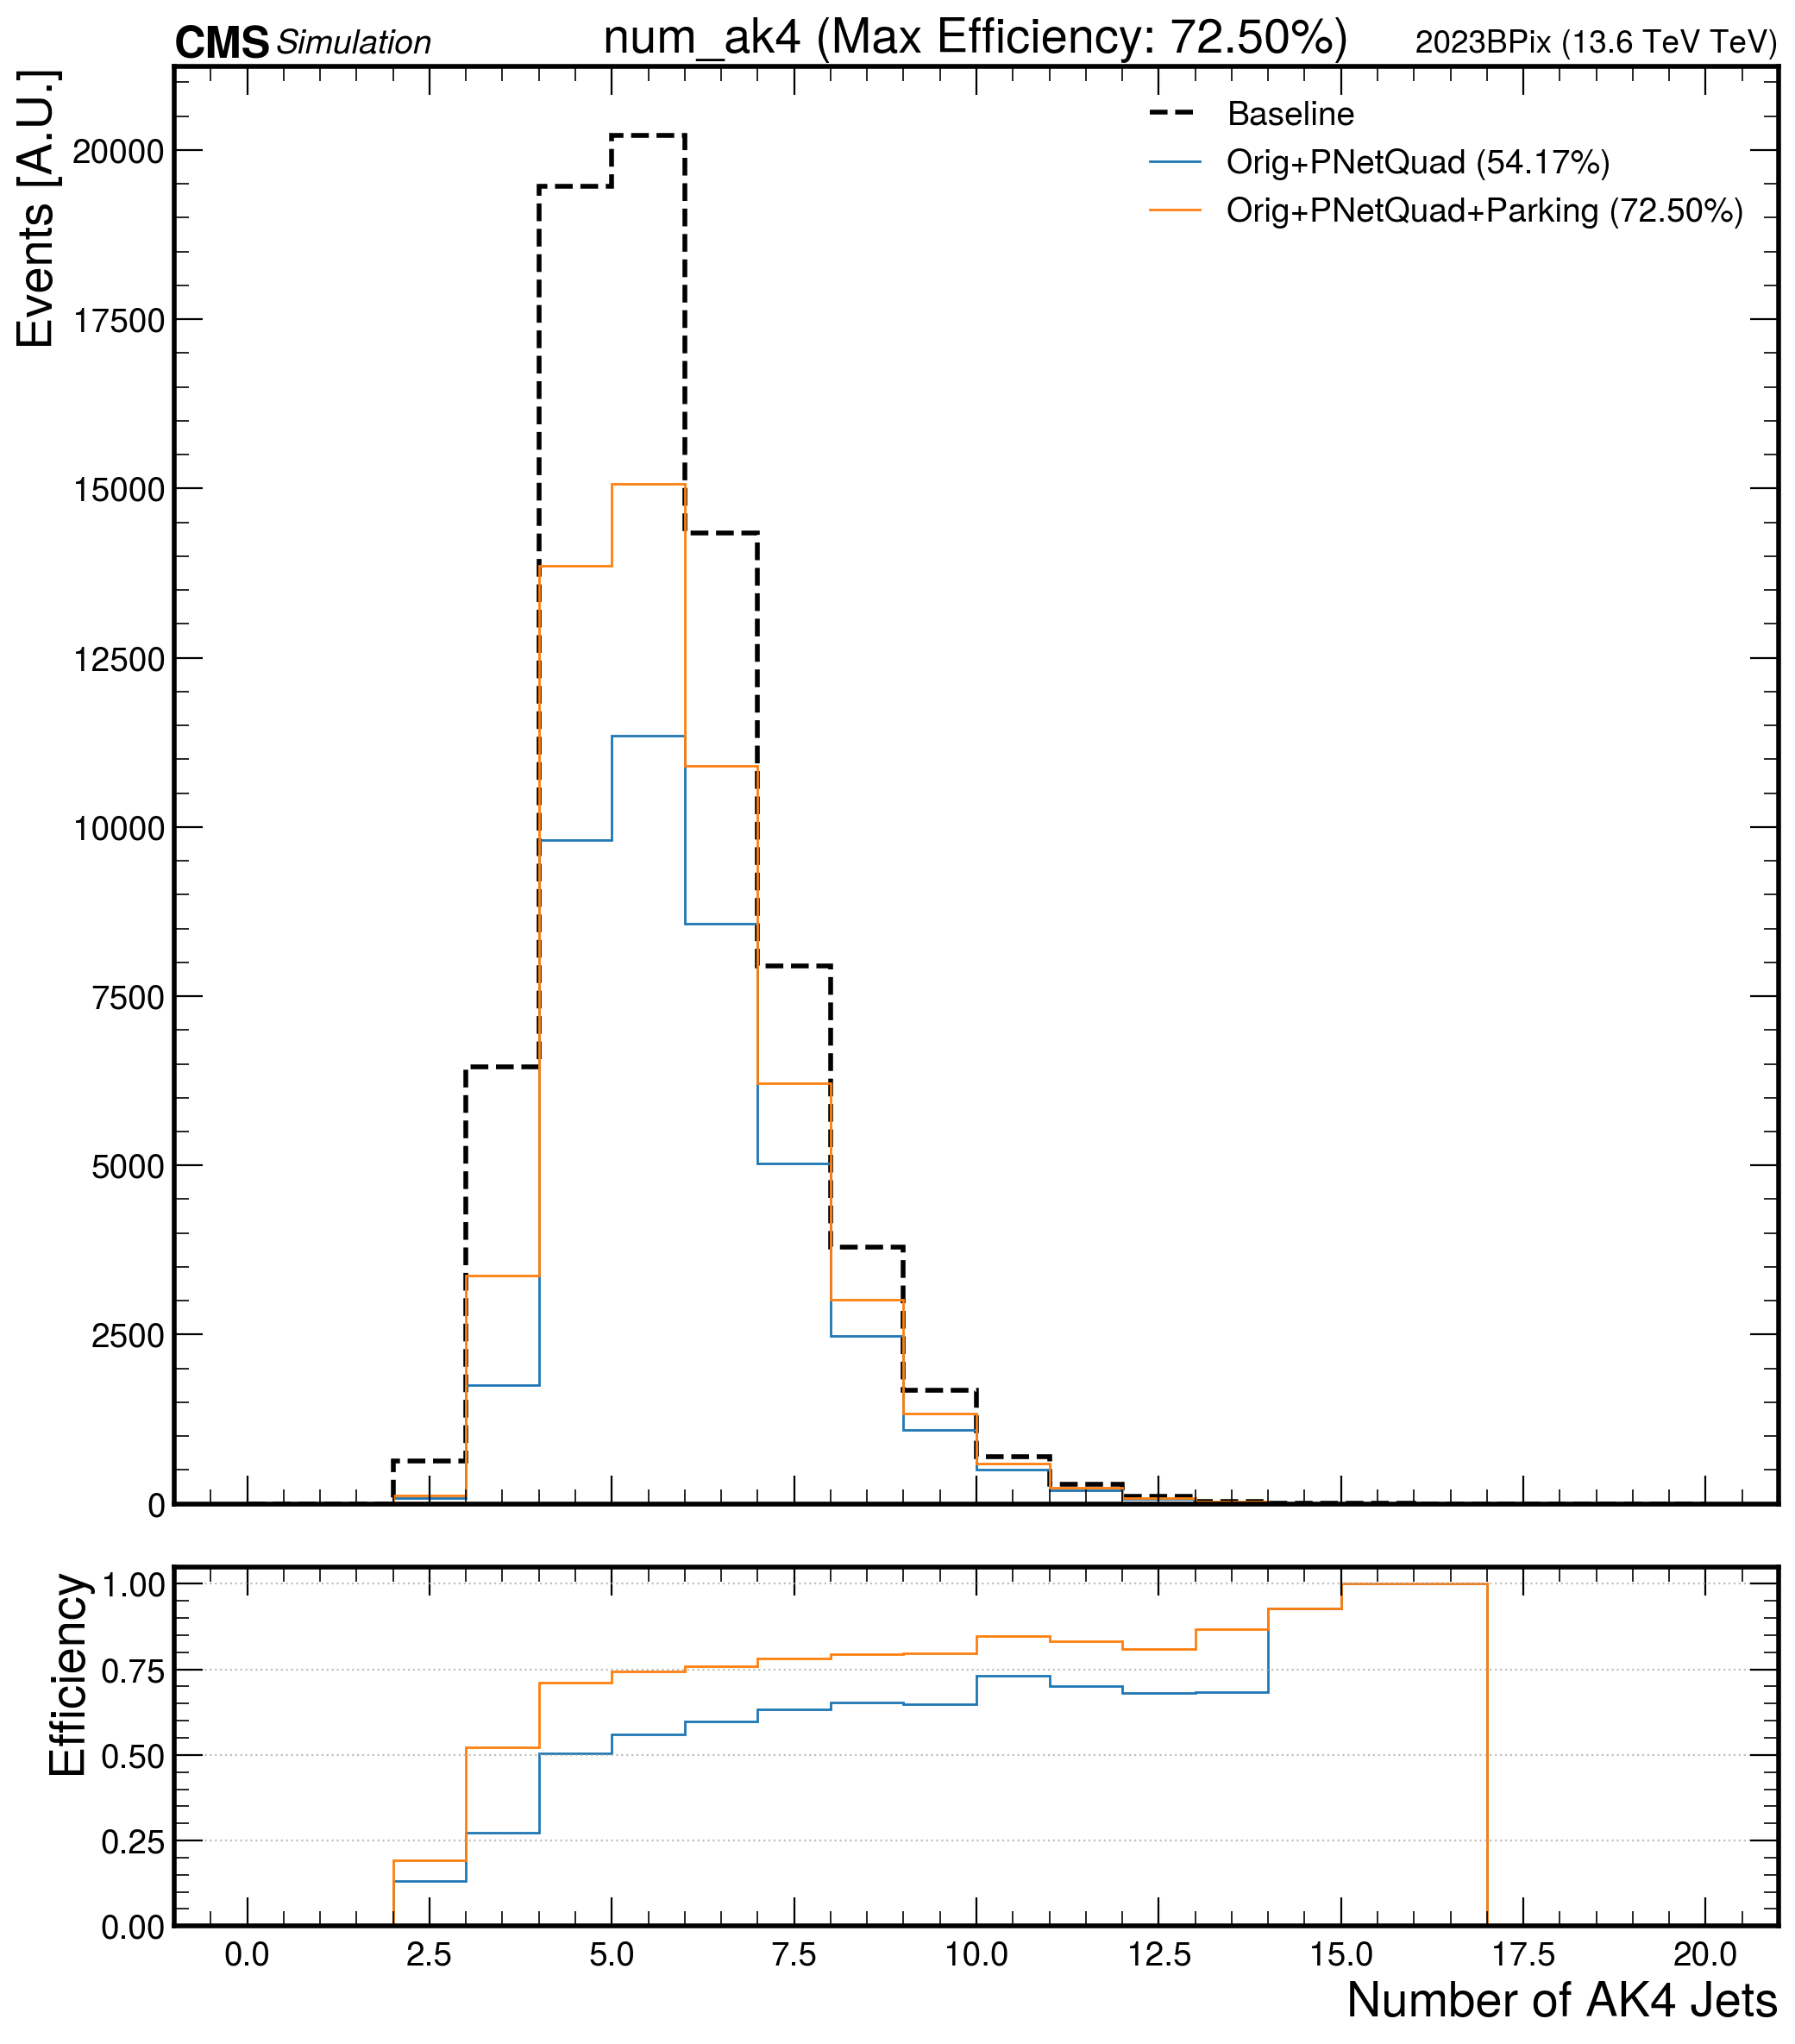 CMS Simulation num_ak4 (Max Efficiency: 72.50%) 2023BPix (13.6 TeV TeV)
Events [A.U.]
Baseline
Orig+PNetQuad (54.17%)
Orig+PNetQuad+Parking (72.50%)
20000
17500
15000
12500
10000
7500
5000
2500
0
Efficiency
1.00
0.75
0.50
0.25
0.00
0.0 2.5 5.0 7.5 10.0 12.5 15.0 17.5 20.0
Number of AK4 Jets